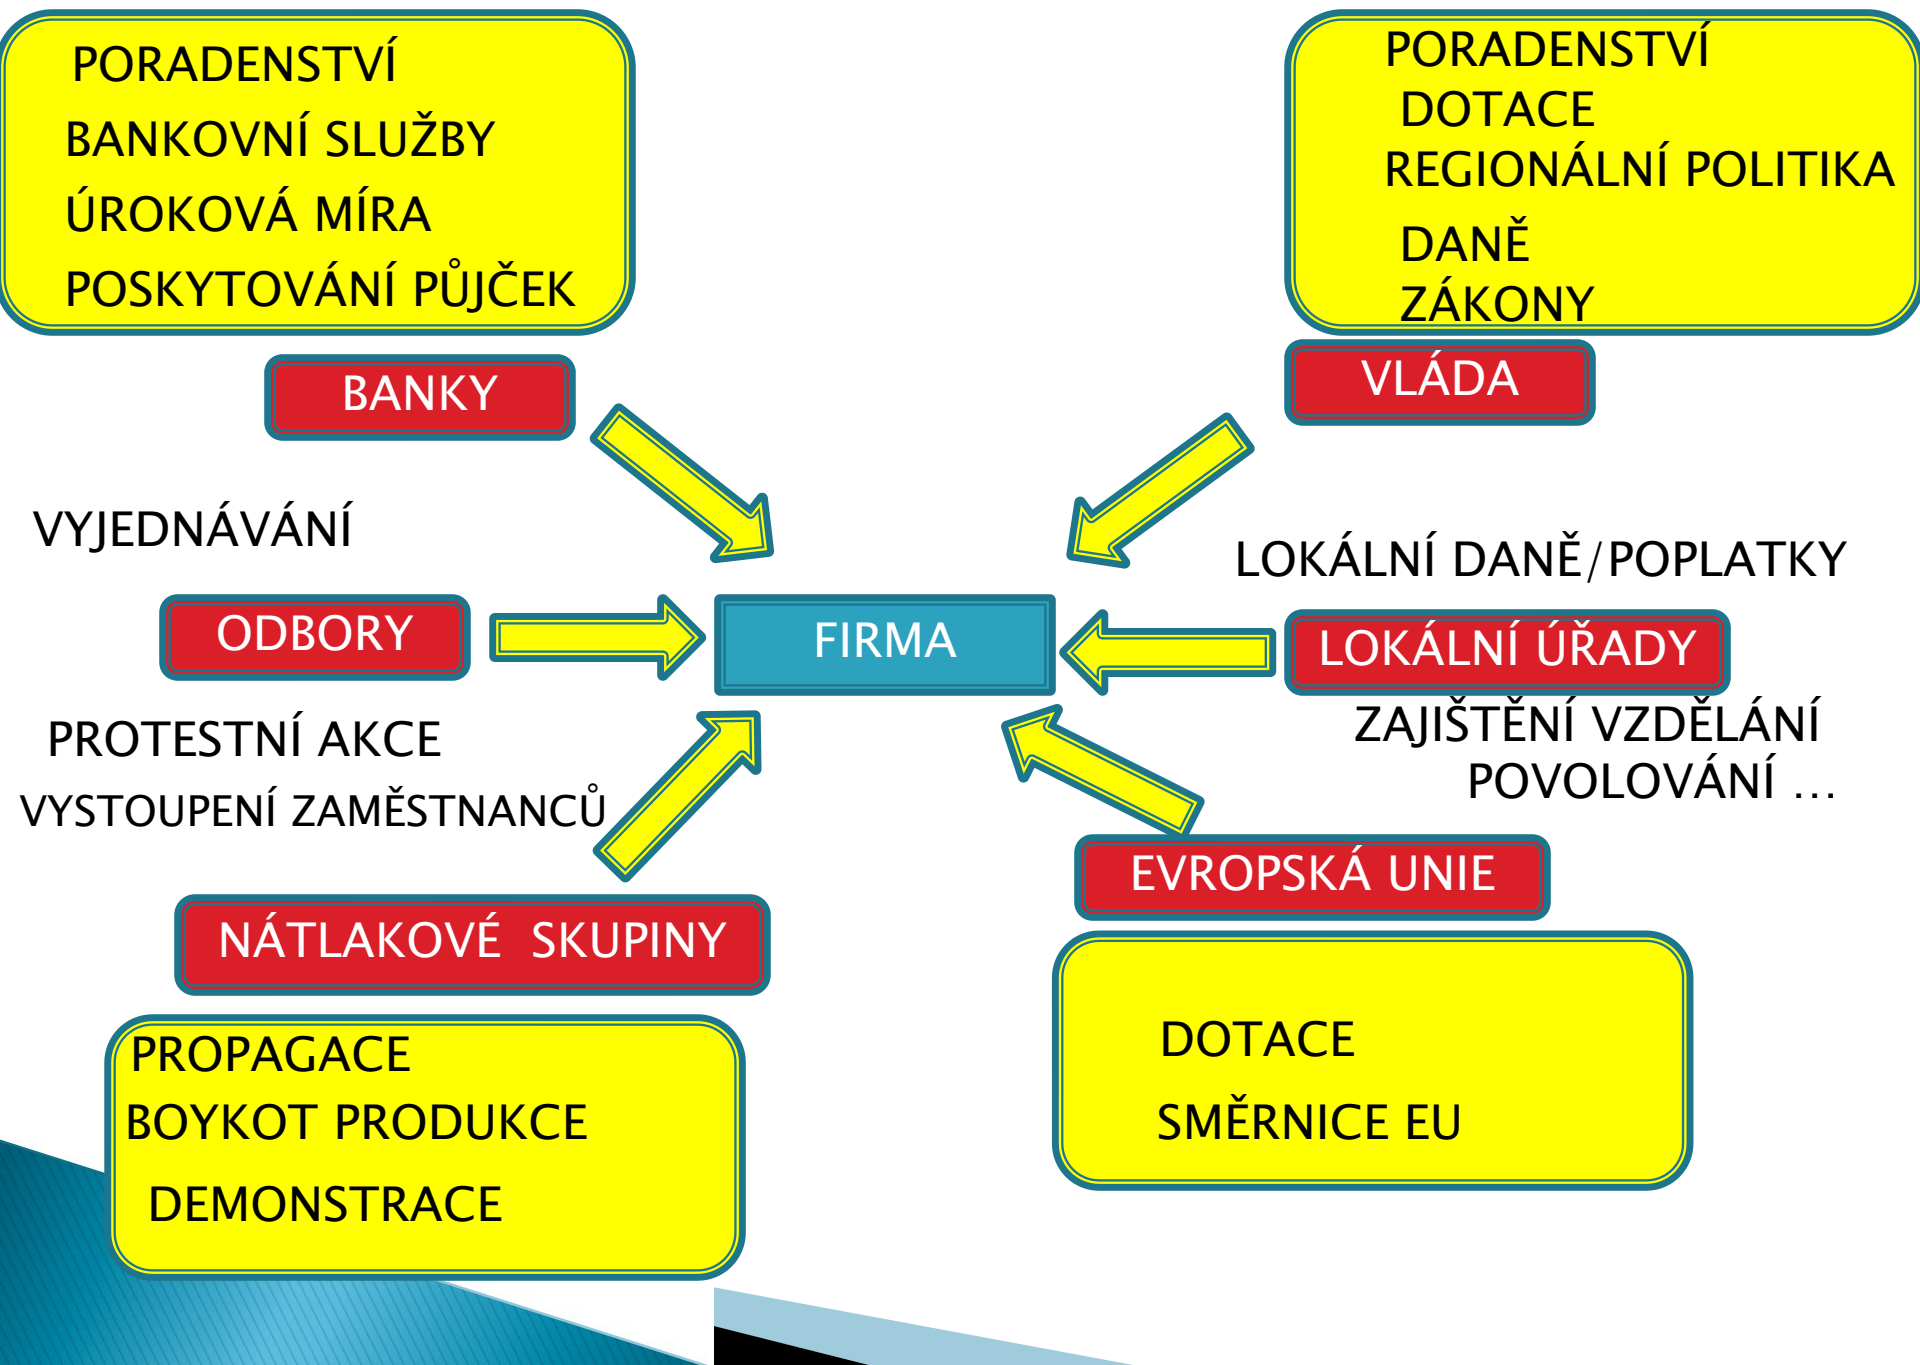 PORADENSTVÍ
BANKOVNÍ SLUŽBY
ÚROKOVÁ MÍRA
POSKYTOVÁNÍ PŮJČEK
BANKY
PORADENSTVÍ
DOTACE
REGIONÁLNÍ POLITIKA
DANĚ
ZÁKONY
VLÁDA
VYJEDNÁVÁNÍ
ODBORY
PROTESTNÍ AKCE
VYSTOUPENÍ ZAMĚSTNANCŮ
FIRMA
LOKÁLNÍ DANĚ/POPLATKY
LOKÁLNÍ ÚŘADY
ZAJIŠTĚNÍ VZDĚLÁNÍ
POVOLOVÁNÍ …
NÁTLAKOVÉ  SKUPINY
PROPAGACE
BOYKOT PRODUKCE
DEMONSTRACE
EVROPSKÁ UNIE
DOTACE
SMĚRNICE EU